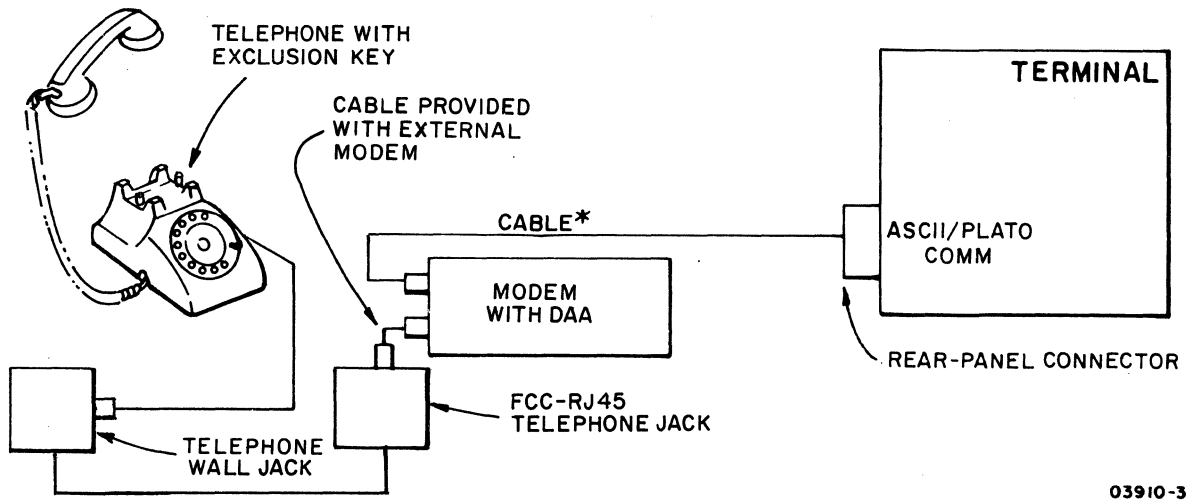 TELEPHONE WITH
EXCLUSION KEY
CABLE PROVIDED
WITH EXTERNAL
MODEM
TERMINAL
CABLE*
ASCII/PLATO
COMM
MODEM
WITH DAA
REAR-PANEL CONNECTOR
FCC-RJ45
TELEPHONE JACK
TELEPHONE
WALL JACK
03910-3